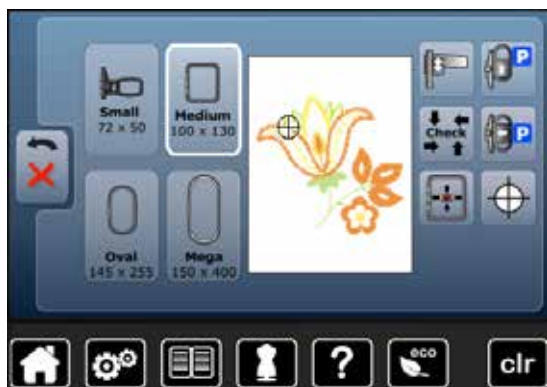 Small
72 x 50
Medium
100 x 130
Oval
145 x 255
Mega
150 x 400
P
Check
P
?
eco
clr